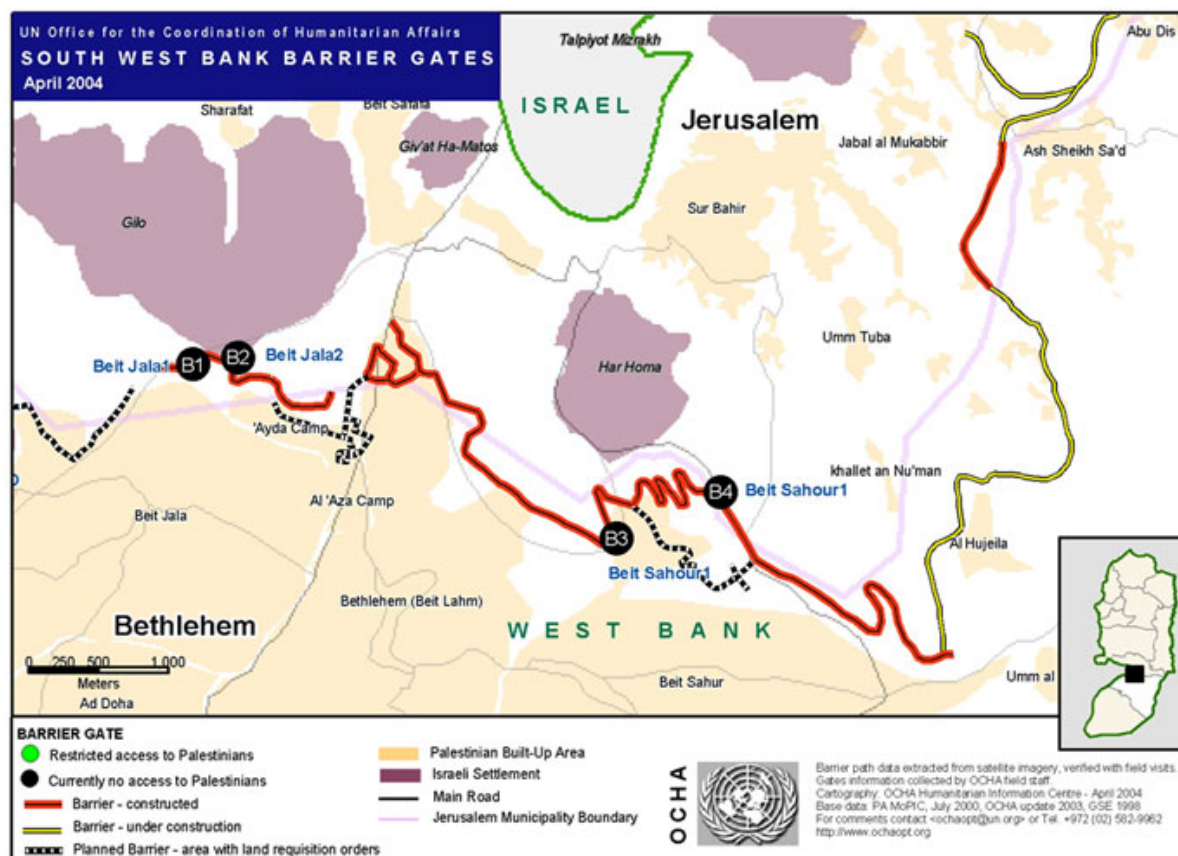 UN Office for the Coordination of Humanitarian Affairs
SOUTH WEST BANK BARRIER GATES
April 2004
Talpiyot Mizrakh
Abu Dis
ISRAEL
Sharafat
Beit Safafa
Jerusalem
Giv'at Ha-Matos
Jabal al Mukabbir
Ash Sheikh Sa'd
Gilo
Sur Bahir
Umm Tuba
Beit Jala1
B1
B2
Beit Jala2
Har Homa
'Ayda Camp
khallet an Nu'man
B4
Beit Sahour1
Al 'Aza Camp
Beit Jala
B3
Al Hujeila
Beit Sahour1
Bethlehem (Beit Lahm)
Bethlehem
WEST BANK
0 250 500 1,000
Meters
Beit Sahur
Umm al
Ad Doha
BARRIER GATE
Restricted access to Palestinians
Currently no access to Palestinians
Barrier - constructed
Barrier - under construction
Planned Barrier - area with land requisition orders
Palestinian Built-Up Area
Israeli Settlement
Main Road
Jerusalem Municipality Boundary
OCHA
Barrier path data extracted from satellite imagery, verified with field visits.
Gates information collected by OCHA field staff.
Cartography: OCHA Humanitarian Information Centre - April 2004
Base data: PA MoPIC, July 2000, OCHA update 2003, GSE 1998
For comments contact <ochaopt@un.org> or Tel. +972 (02) 582-9962
http://www.ochaopt.org